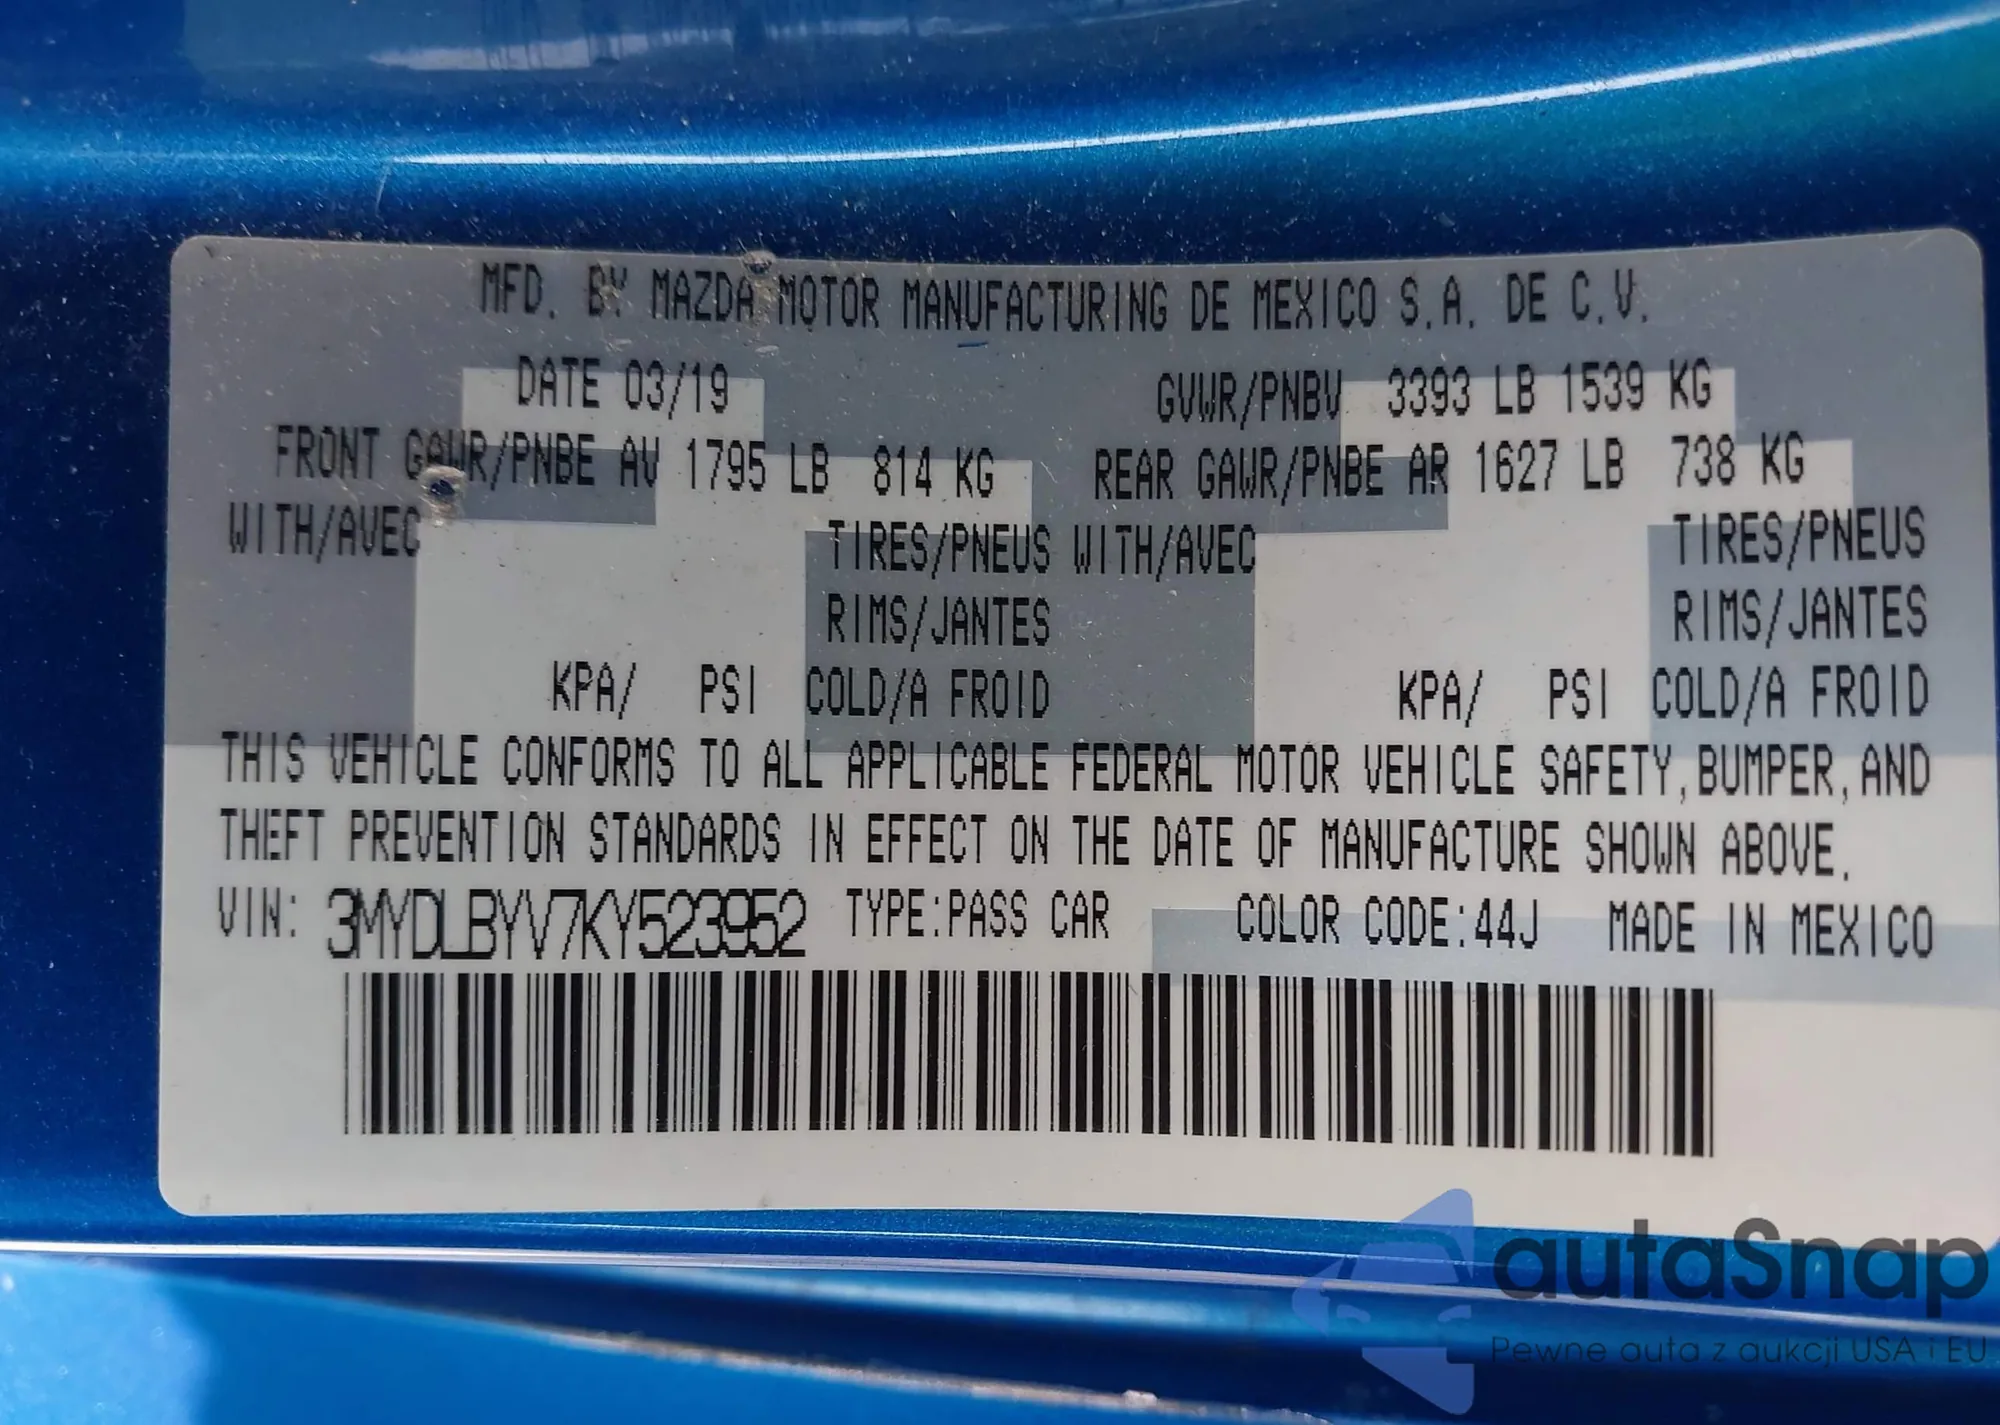 MFD. BY MAZDA MOTOR MANUFACTURING DE MEXICO S.A. DE C.V.
DATE 03/19 GVWR/PNBV 3393 LB 1539 KG
FRONT GAWR/PNBE AV 1795 LB 814 KG REAR GAWR/PNBE AR 1627 LB 738 KG
WITH/AVEC TIRES/PNEUS WITH/AVEC TIRES/PNEUS
RIMS/JANTES RIMS/JANTES
KPA/ PSI COLD/A FROID KPA/ PSI COLD/A FROID
THIS VEHICLE CONFORMS TO ALL APPLICABLE FEDERAL MOTOR VEHICLE SAFETY,BUMPER,AND
THEFT PREVENTION STANDARDS IN EFFECT ON THE DATE OF MANUFACTURE SHOWN ABOVE.
VIN: 3MYDLBYV7KY523952 TYPE:PASS CAR COLOR CODE:44J MADE IN MEXICO
autaSnap
Pewne auta z aukcji USA i EU